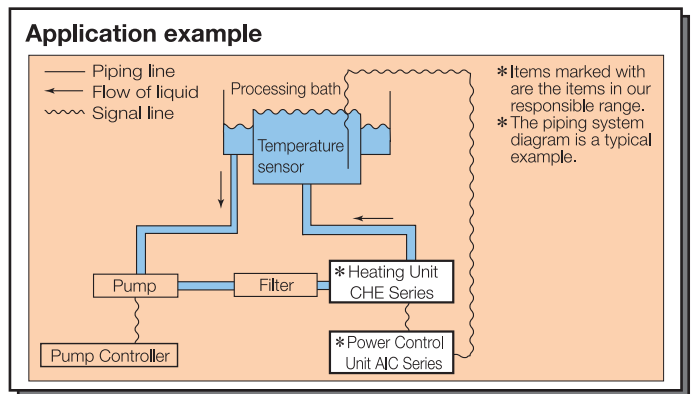 Application example
Piping line
Flow of liquid
Signal line
Processing bath
Temperature
sensor
*Items marked with
are the items in our
responsible range.
*The piping system
diagram is a typical
example.
Pump
Filter
*Heating Unit
CHE Series
Pump Controller
*Power Control
Unit AIC Series